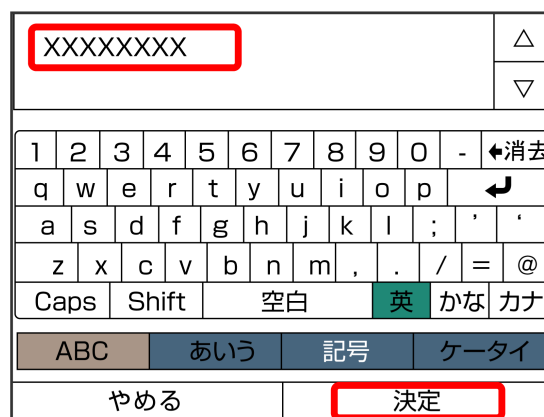 XXXXXXXX △
▽
1 2 3 4 5 6 7 8 9 0 - ←消去
q w e r t y u i o p ↵
a s d f g h j k l ; ’ ‘
z x c v b n m , . / = @
Caps Shift 空白 英 かな カナ
ABC あいう 記号 ケータイ
やめる 決定